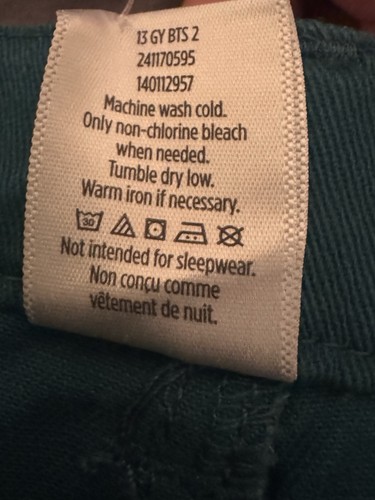 13 GY BTS 2
241170595
140112957
Machine wash cold.
Only non-chlorine bleach
when needed.
Tumble dry low.
Warm iron if necessary.
30
Not intended for sleepwear.
Non conçu comme
vêtement de nuit.